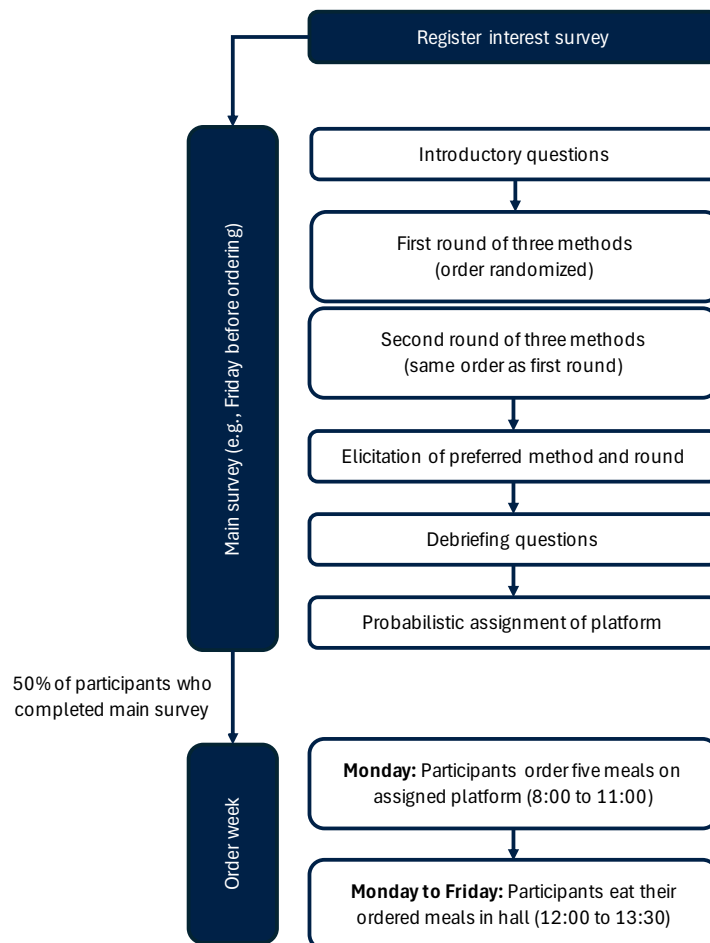 Register interest survey
Main survey (e.g., Friday before ordering)
Introductory questions
First round of three methods
(order randomized)
Second round of three methods
(same order as first round)
Elicitation of preferred method and round
Debriefing questions
Probabilistic assignment of platform
50% of participants who
completed main survey
Order week
Monday: Participants order five meals on
assigned platform (8:00 to 11:00)
Monday to Friday: Participants eat their
ordered meals in hall (12:00 to 13:30)